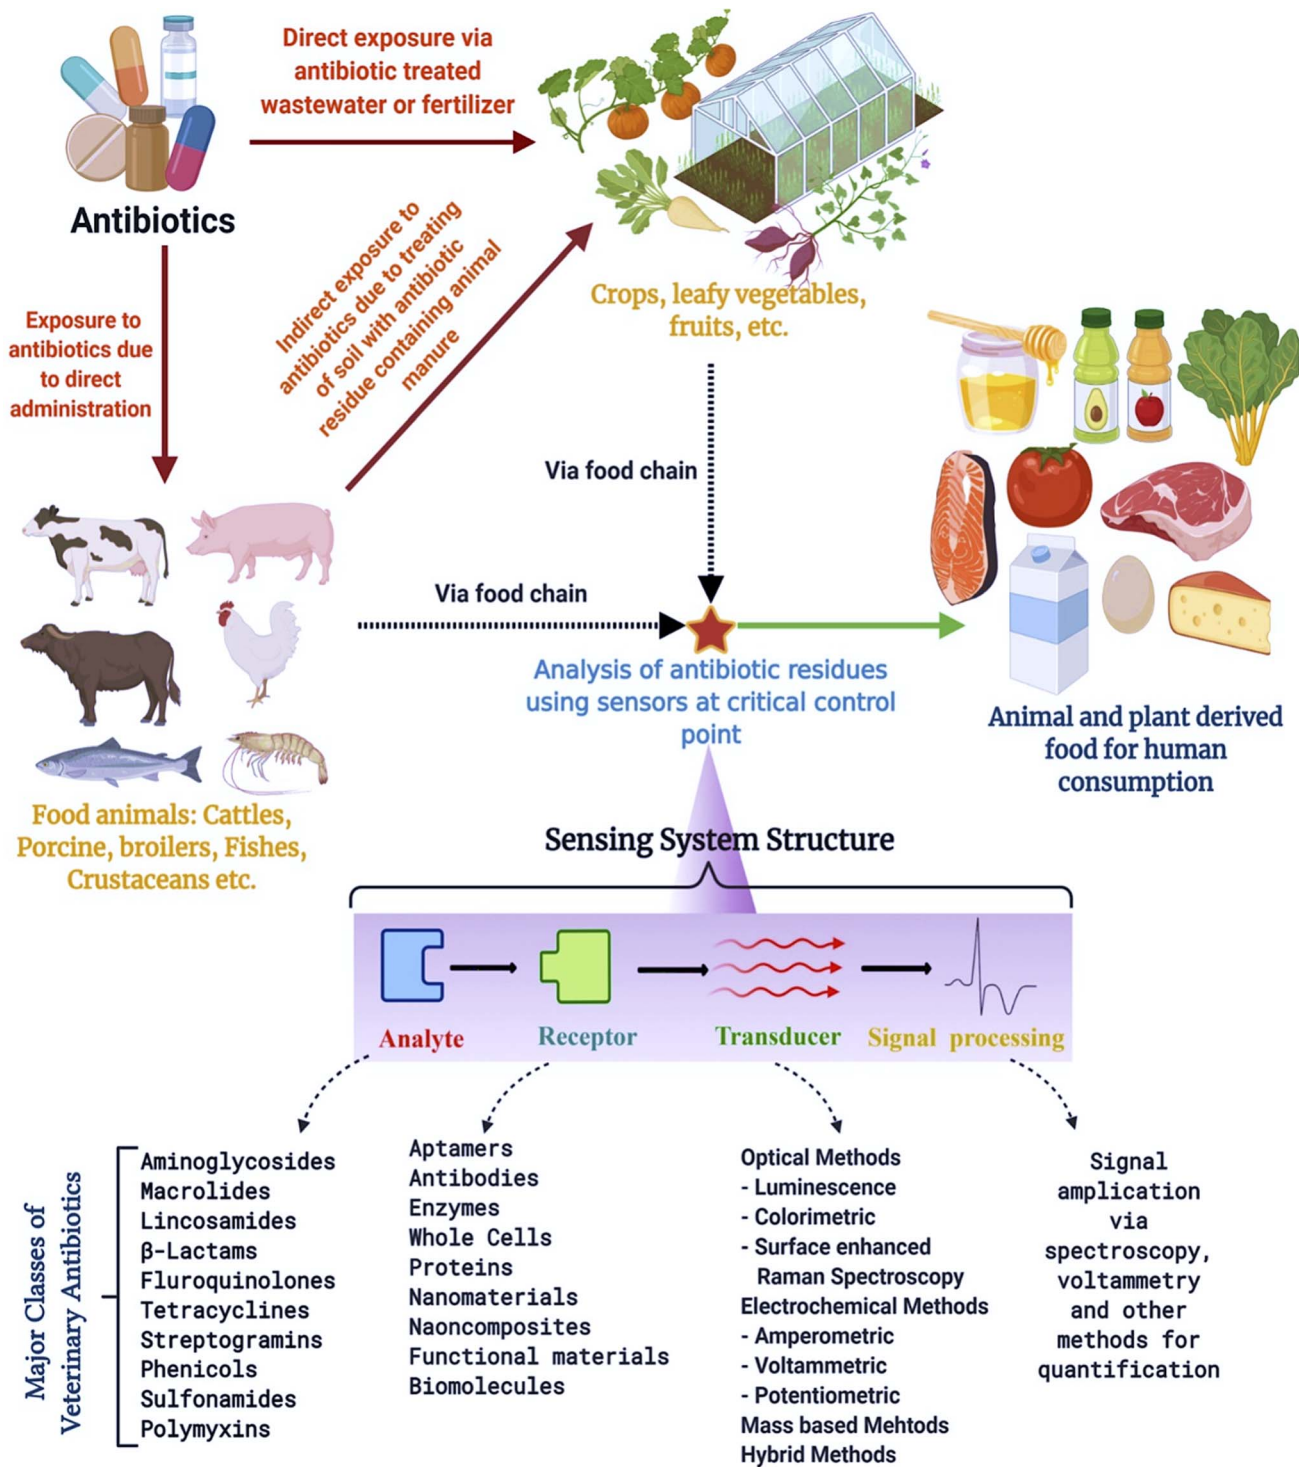 Direct exposure via
antibiotic treated
wastewater or fertilizer
Antibiotics
Indirect exposure to
antibiotics due to treating
of soil with antibiotic
residue containing animal
manure
Exposure to
antibiotics due
to direct
administration
Crops, leafy vegetables,
fruits, etc.
Via food chain
Via food chain
Analysis of antibiotic residues
using sensors at critical control
point
Animal and plant derived
food for human
consumption
Food animals: Cattles,
Porcine, broilers, Fishes,
Crustaceans etc.
Sensing System Structure
Analyte
Receptor
Transducer
Signal processing
Major Classes of
Veterinary Antibiotics
Aminoglycosides
Macrolides
Lincosamides
β-Lactams
Fluroquinolones
Tetracyclines
Streptogramins
Phenicols
Sulfonamides
Polymyxins
Aptamers
Antibodies
Enzymes
Whole Cells
Proteins
Nanomaterials
Naoncomposites
Functional materials
Biomolecules
Optical Methods
- Luminescence
- Colorimetric
- Surface enhanced
Raman Spectroscopy
Electrochemical Methods
- Amperometric
- Voltammetric
- Potentiometric
Mass based Mehtods
Hybrid Methods
Signal
amplication
via
spectroscopy,
voltammetry
and other
methods for
quantification